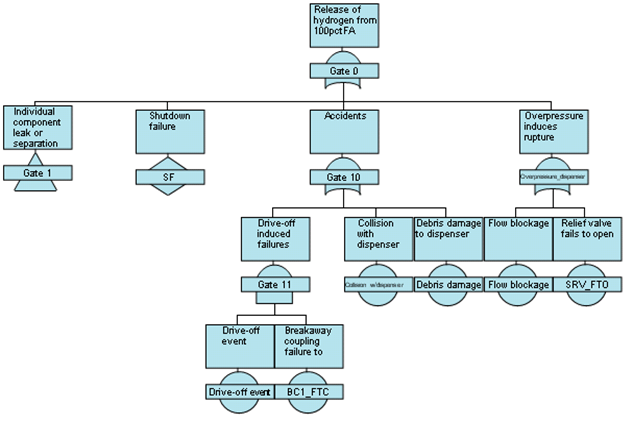 Release of
hydrogen from
100pctFA
Gate 0
Individual
component
leak or
separation
Shutdown
failure
Accidents
Overpressure
induces
rupture
Gate 1
SF
Gate 10
Overpressure_dispenser
Drive-off
induced
failures
Collision
with
dispenser
Debris damage
to dispenser
Flow blockage
Relief valve
fails to open
Gate 11
Collision w/dispenser
Debris damage
Flow blockage
SRV_FTO
Drive-off
event
Breakaway
coupling
failure to
Drive-off event
BC1_FTC